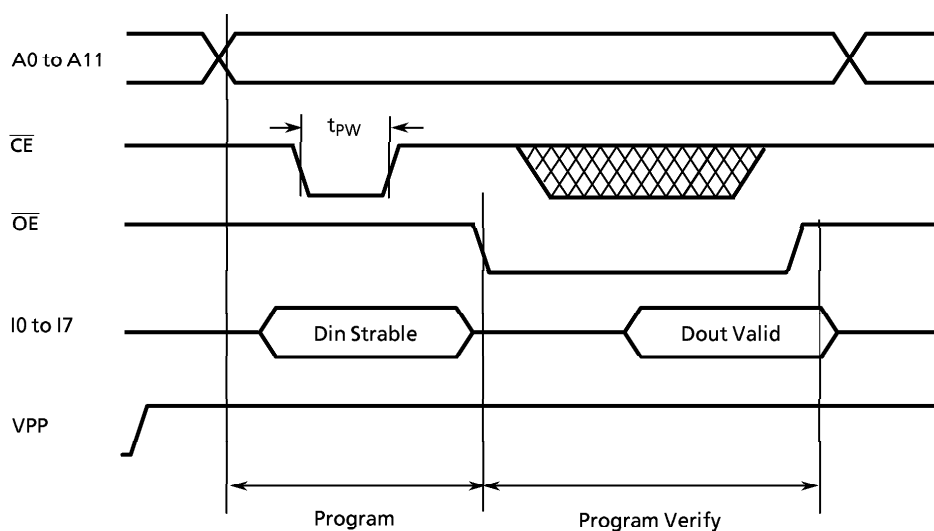 A0 to A11
tPW
CE
OE
I0 to I7
Din Strable
Dout Valid
VPP
Program
Program Verify